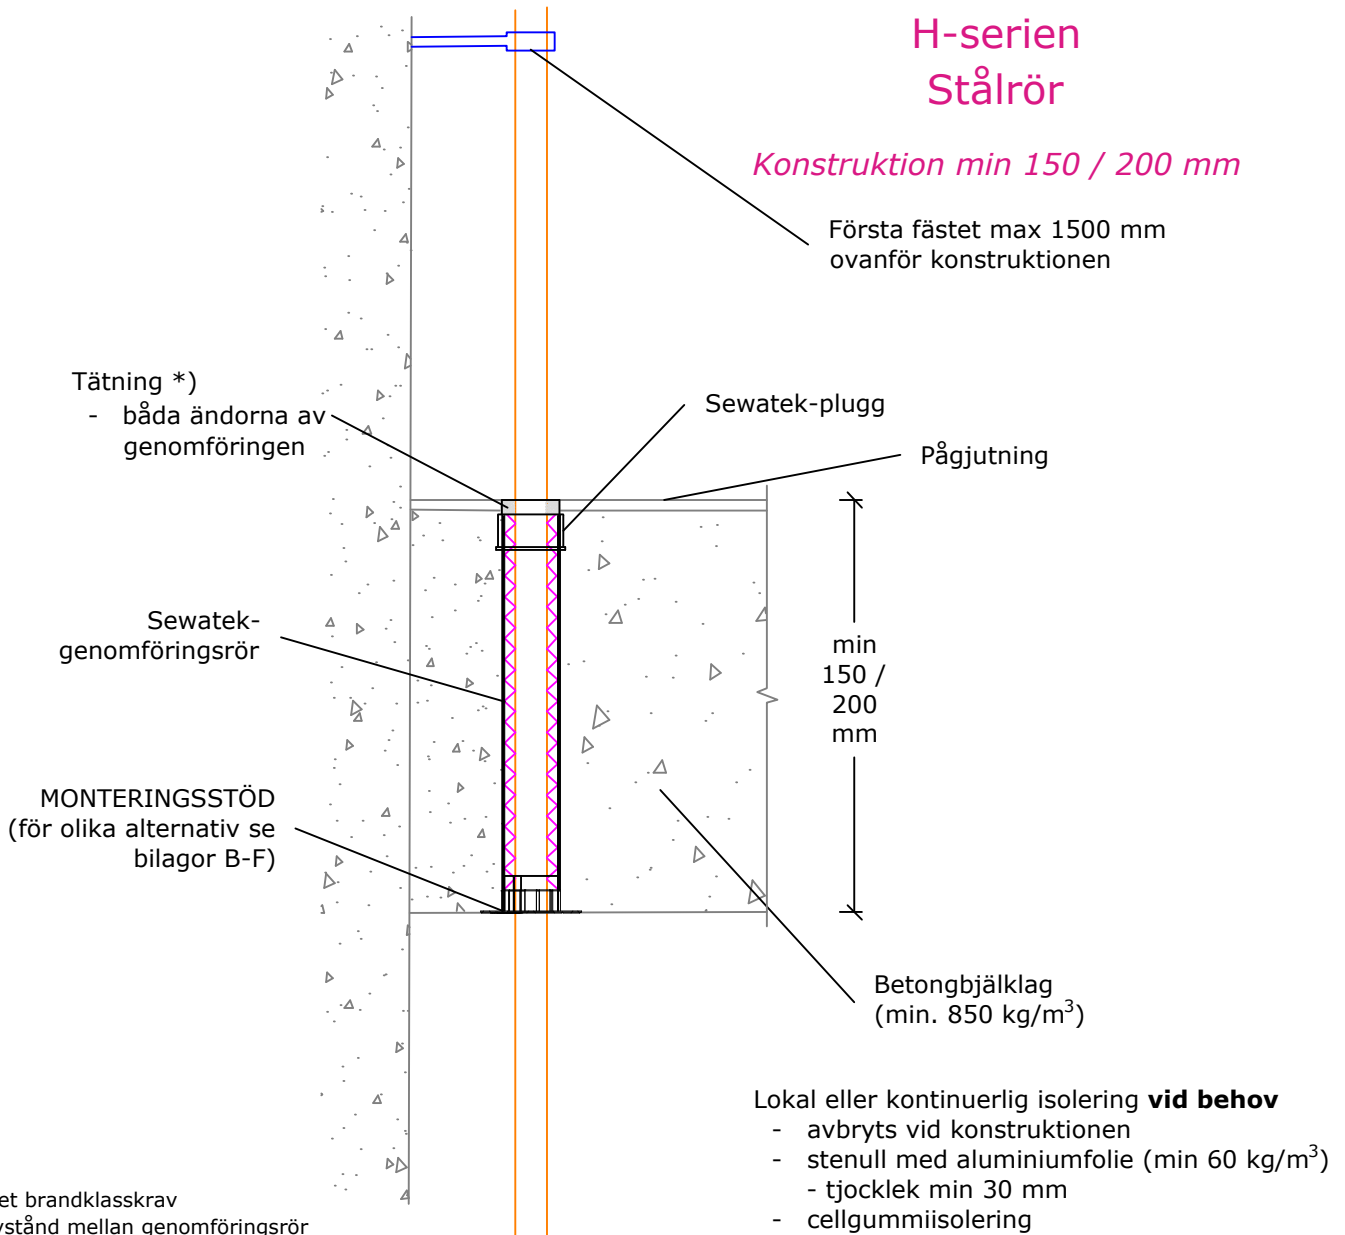 H-serien
Stålrör
Konstruktion min 150 / 200 mm
Första fästet max 1500 mm
ovanför konstruktionen
Tätning *)
- båda ändorna av
genomföringen
Sewatek-plugg
Pågjutning
Sewatek-
genomföringsrör
min
150 /
200
mm
MONTERINGSSTÖD
(för olika alternativ se
bilagor B-F)
Betongbjälklag
(min. 850 kg/m³)
Lokal eller kontinuerlig isolering vid behov
- avbryts vid konstruktionen
- stenull med aluminiumfolie (min 60 kg/m³)
- tjocklek min 30 mm
- cellgummiisolering
brandklasskrav
mellan genomföringsrör